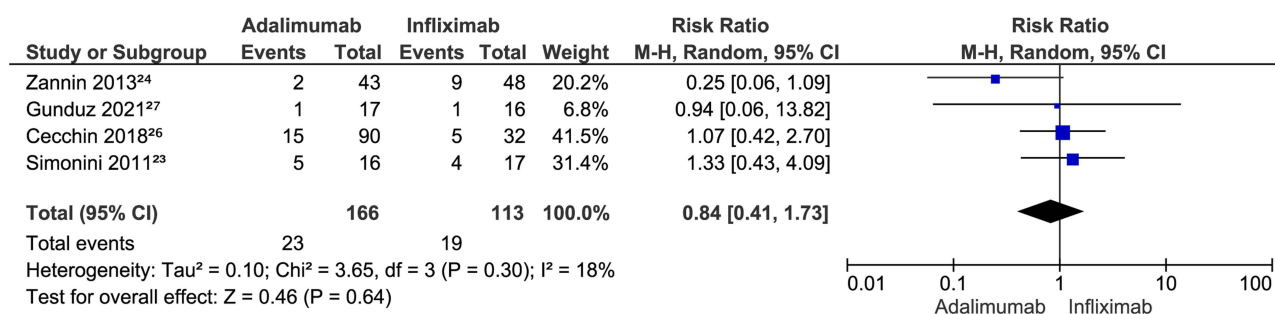 Adalimumab Infliximab Risk Ratio Risk Ratio
Study or Subgroup Events Total Events Total Weight M-H, Random, 95% CI M-H, Random, 95% CI
Zannin 2013²⁴ 2 43 9 48 20.2% 0.25 [0.06, 1.09]
Gunduz 2021²⁷ 1 17 1 16 6.8% 0.94 [0.06, 13.82]
Cecchin 2018²⁶ 15 90 5 32 41.5% 1.07 [0.42, 2.70]
Simonini 2011²³ 5 16 4 17 31.4% 1.33 [0.43, 4.09]
Total (95% CI) 166 113 100.0% 0.84 [0.41, 1.73]
Total events 23 19
Heterogeneity: Tau² = 0.10; Chi² = 3.65, df = 3 (P = 0.30); I² = 18%
Test for overall effect: Z = 0.46 (P = 0.64)
0.01 0.1 1 10 100
Adalimumab Infliximab